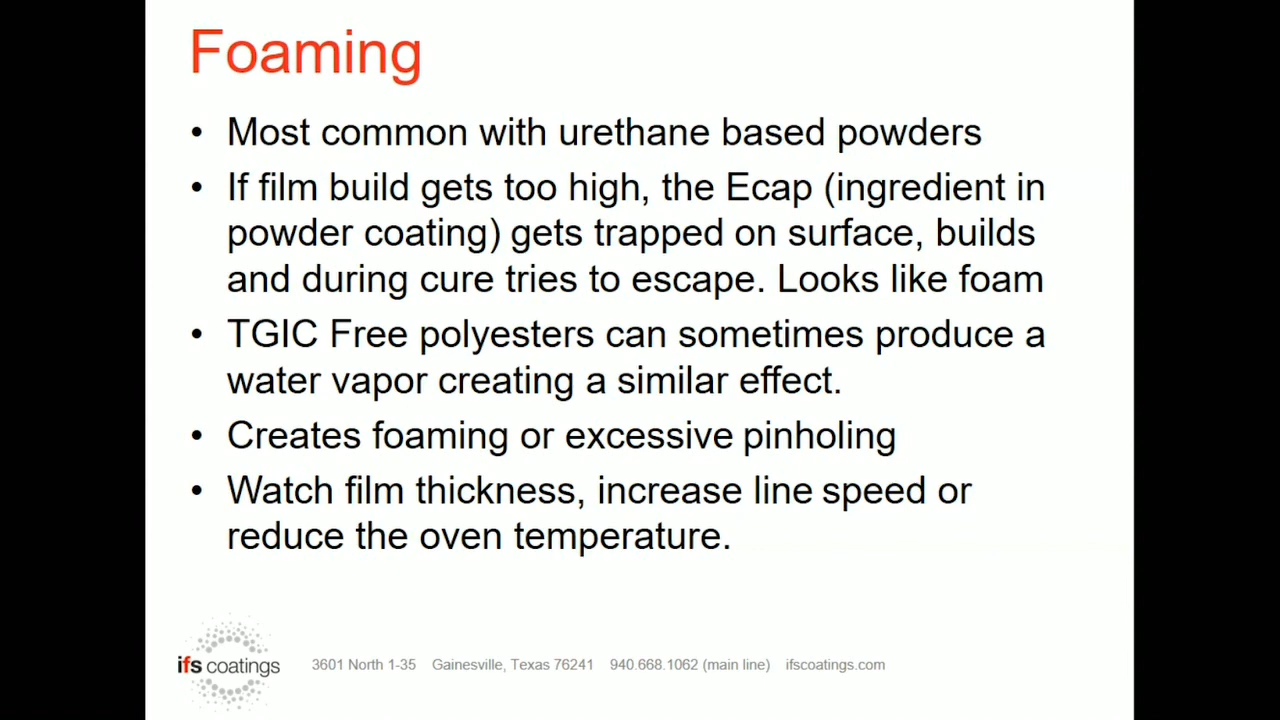 Foaming
• Most common with urethane based powders
• If film build gets too high, the Ecap (ingredient in
powder coating) gets trapped on surface, builds
and during cure tries to escape. Looks like foam
• TGIC Free polyesters can sometimes produce a
water vapor creating a similar effect.
• Creates foaming or excessive pinholing
• Watch film thickness, increase line speed or
reduce the oven temperature.
ifs coatings 3601 North 1-35 Gainesville, Texas 76241 940.668.1062 (main line) ifscoatings.com